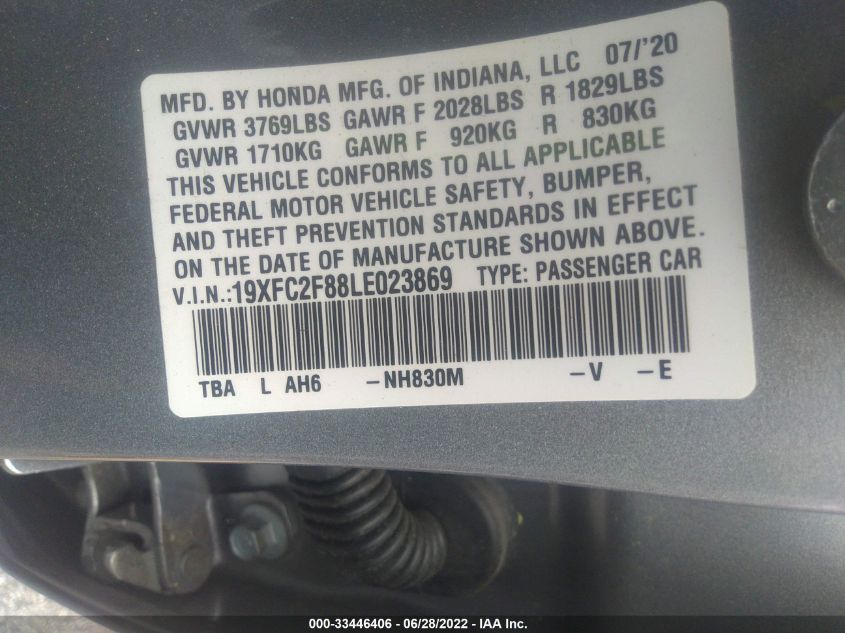 MFD. BY HONDA MFG. OF INDIANA, LLC 07/'20
GVWR 3769LBS GAWR F 2028LBS R 1829LBS
GVWR 1710KG GAWR F 920KG R 830KG
THIS VEHICLE CONFORMS TO ALL APPLICABLE
FEDERAL MOTOR VEHICLE SAFETY, BUMPER,
AND THEFT PREVENTION STANDARDS IN EFFECT
ON THE DATE OF MANUFACTURE SHOWN ABOVE.
V.I.N.:19XFC2F88LE023869 TYPE: PASSENGER CAR
TBA L AH6 -NH830M -V -E
000-33446406 / 06/28/2022 - IAA Inc.